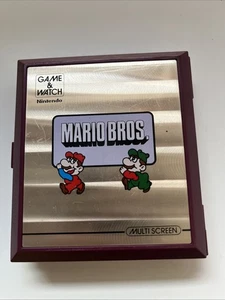 GAME
&
WATCH
Nintendo
MARIO BROS.
MULTI SCREEN